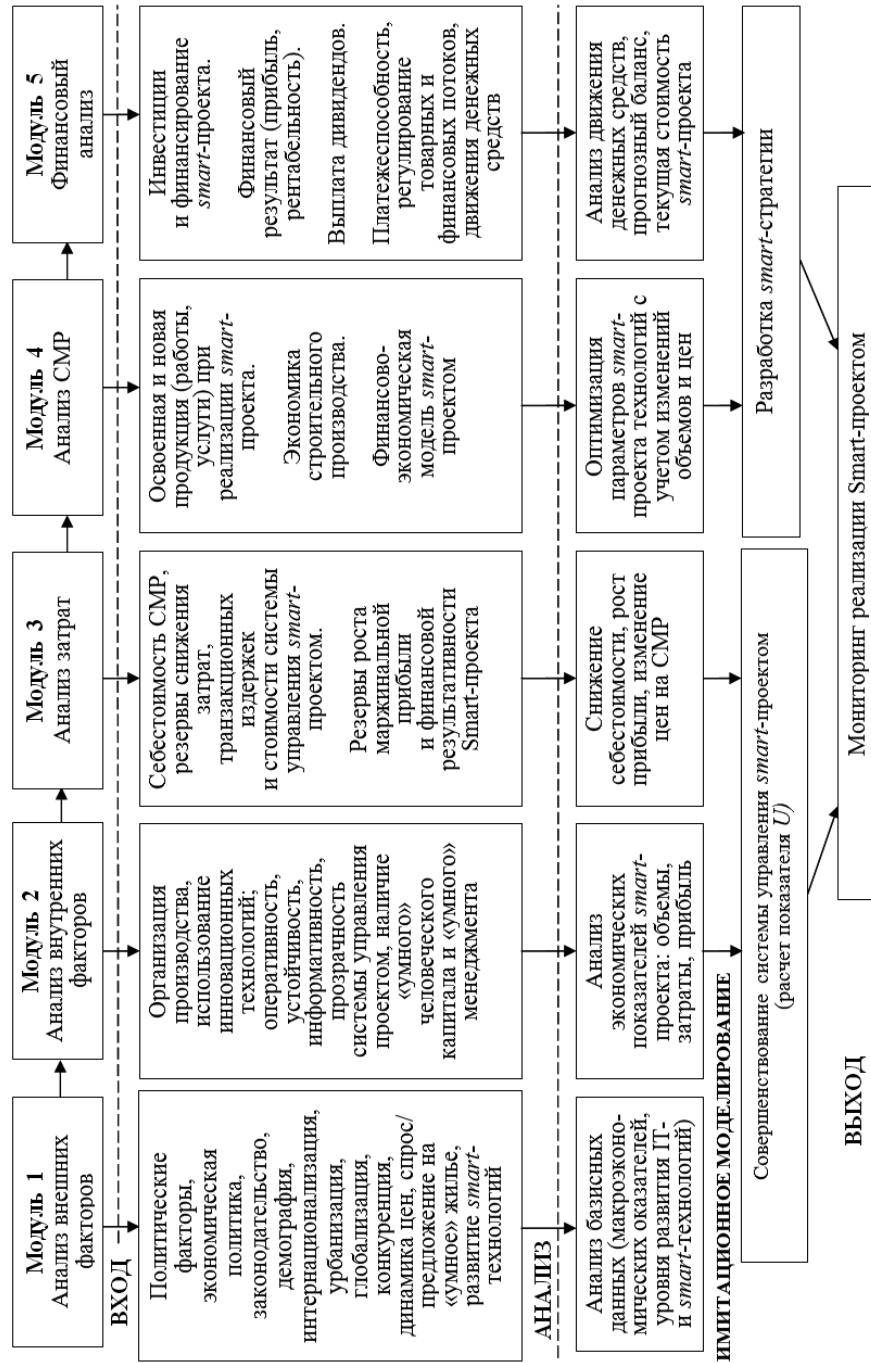 Модуль 1
Анализ внешних
факторов
Модуль 2
Анализ внутренних
факторов
Модуль 3
Анализ затрат
Модуль 4
Анализ СМР
Модуль 5
Финансовый
анализ
ВХОД
Политические
факторы,
экономическая
политика,
законодательство,
демография,
интернационализация,
урбанизация,
глобализация,
конкуренция,
динамика цен, спрос/
предложение на
«умное» жилье,
развитие smart-
технологий
Организация
производства,
использование
инновационных
технологий;
оперативность,
устойчивость,
информативность,
прозрачность
системы управления
проектом, наличие
«умного»
человеческого
капитала и «умного»
менеджмента
Себестоимость СМР,
резервы снижения
затрат,
транзакционных
издержек
и стоимости системы
управления smart-
проектом.
Резервы роста
маржинальной
прибыли
и финансовой
результативности
Smart-проекта
Освоенная и новая
продукция (работы,
услуги) при
реализации smart-
проекта.
Экономика
строительного
производства.
Финансово-
экономическая
модель smart-
проектом
Инвестиции
и финансирование
smart-проекта.
Финансовый
результат (прибыль,
рентабельность).
Выплата дивидендов.
Платежеспособность,
регулирование
товарных и
финансовых потоков,
движения денежных
средств
АНАЛИЗ
Анализ базисных
данных (макроэконо-
мических оказателей,
уровня развития IT-
и smart-технологий)
Анализ
экономических
показателей smart-
проекта: объемы,
затраты, прибыль
Снижение
себестоимости, рост
прибыли, изменение
цен на СМР
Оптимизация
параметров smart-
проекта технологий с
учетом изменений
объемов и цен
Анализ движения
денежных средств,
прогнозный баланс,
текущая стоимость
smart-проекта
ИМИТАЦИОННОЕ МОДЕЛИРОВАНИЕ
Совершенствование системы управления smart-проектом
(расчет показателя U)
Разработка smart-стратегии
ВЫХОД
Мониторинг реализации Smart-проектом